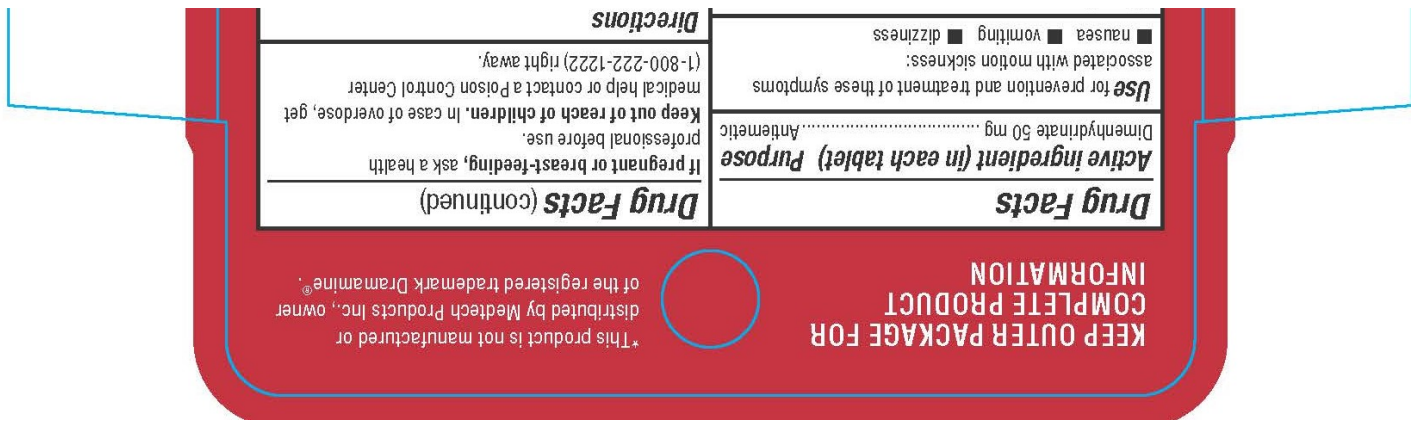 KEEP OUTER PACKAGE FOR
COMPLETE PRODUCT
INFORMATION
*This product is not manufactured or
distributed by Medtech Products Inc., owner
of the registered trademark Dramamine®.
Drug Facts
Active ingredient (in each tablet) Purpose
Dimenhydrinate 50 mg ....................................Antiemetic
Use for prevention and treatment of these symptoms
associated with motion sickness:
■ nausea ■ vomiting ■ dizziness
Drug Facts (continued)
If pregnant or breast-feeding, ask a health
professional before use.
Keep out of reach of children. In case of overdose, get
medical help or contact a Poison Control Center
(1-800-222-1222) right away.
Directions